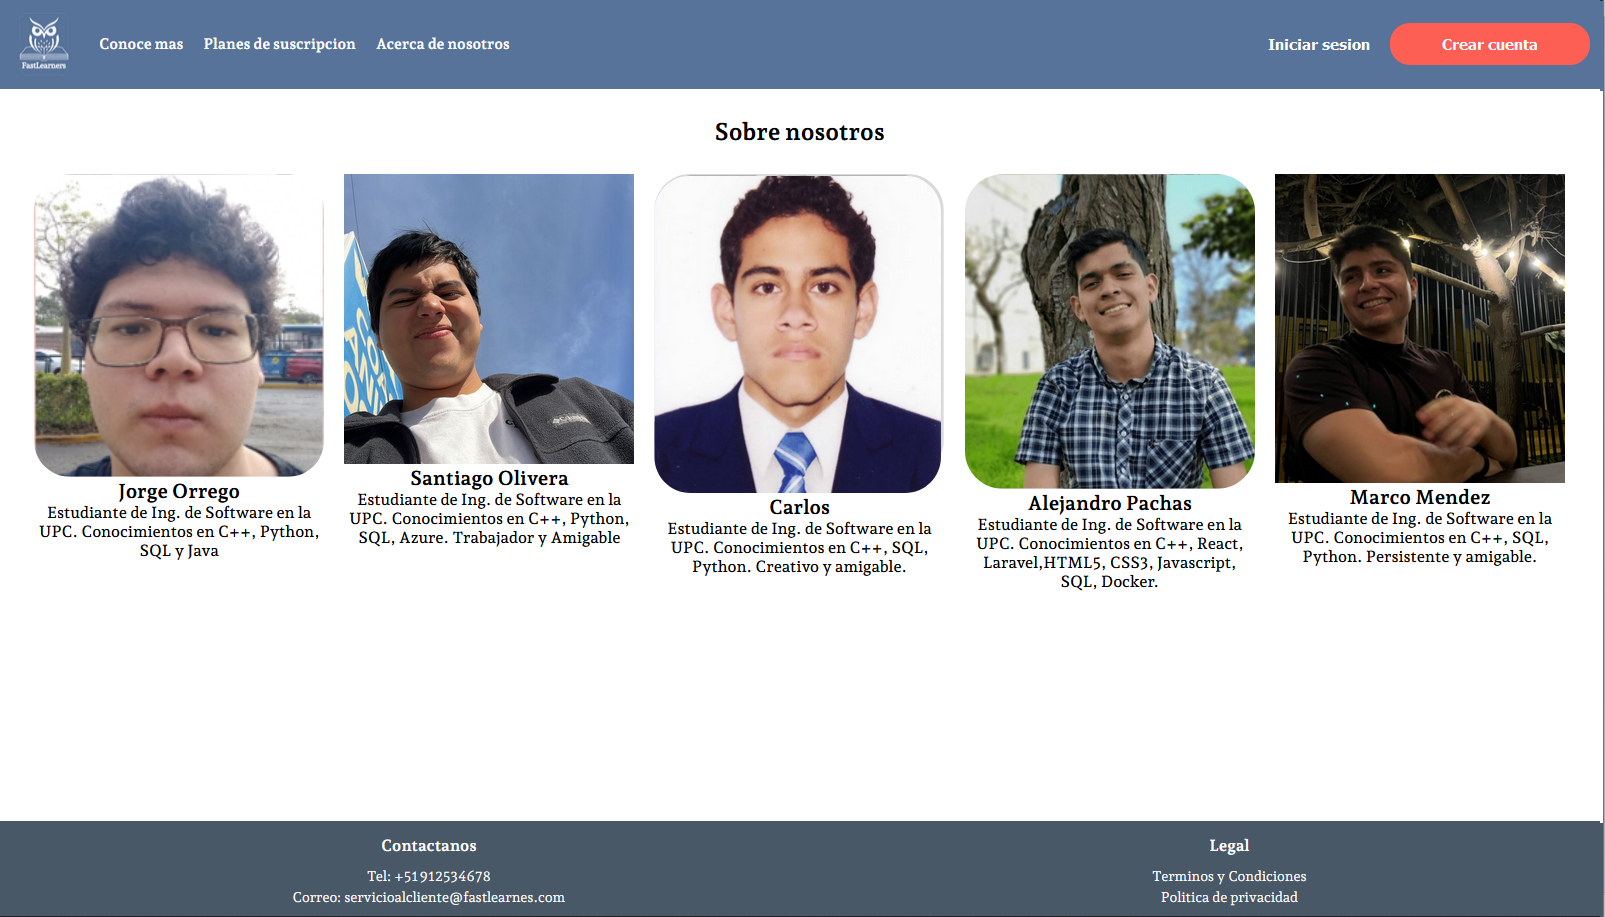 FastLearners
Conoce mas
Planes de suscripcion
Acerca de nosotros
Iniciar sesion
Crear cuenta
Sobre nosotros
Jorge Orrego
Estudiante de Ing. de Software en la
UPC. Conocimientos en C++, Python,
SQL y Java
Santiago Olivera
Estudiante de Ing. de Software en la
UPC. Conocimientos en C++, Python,
SQL, Azure. Trabajador y Amigable
Carlos
Estudiante de Ing. de Software en la
UPC. Conocimientos en C++, SQL,
Python. Creativo y amigable.
Alejandro Pachas
Estudiante de Ing. de Software en la
UPC. Conocimientos en C++, React,
Laravel,HTML5, CSS3, Javascript,
SQL, Docker.
Marco Mendez
Estudiante de Ing. de Software en la
UPC. Conocimientos en C++, SQL,
Python. Persistente y amigable.
Contactanos
Tel: +51912534678
Correo: servicioalcliente@fastlearnes.com
Legal
Terminos y Condiciones
Politica de privacidad